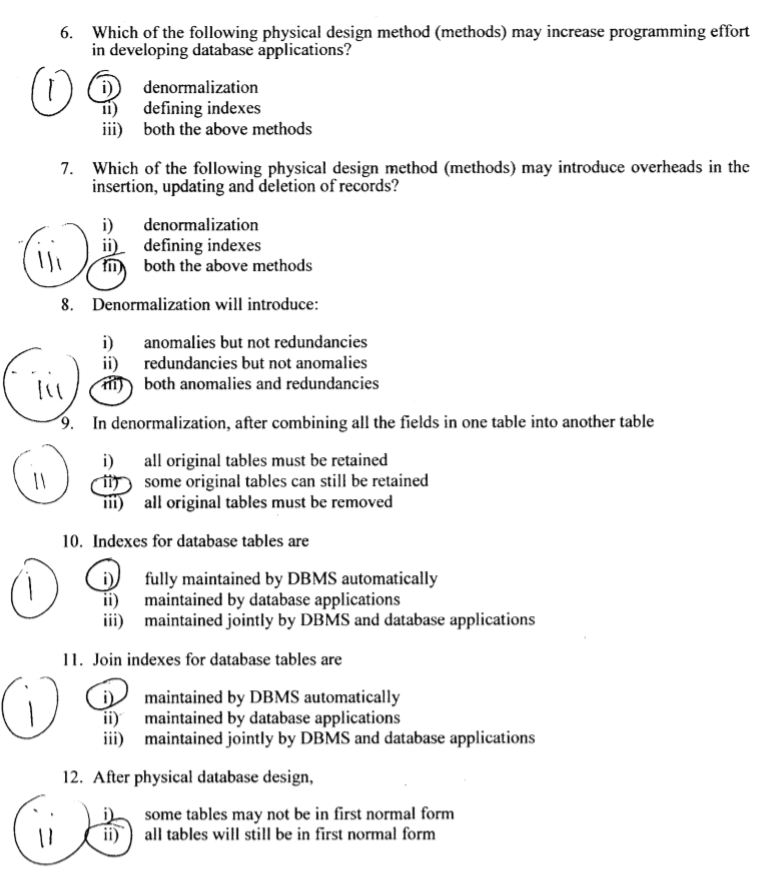 6. Which of the following physical design method (methods) may increase programming effort
in developing database applications?
i i) denormalization
ii) defining indexes
iii) both the above methods
7. Which of the following physical design method (methods) may introduce overheads in the
insertion, updating and deletion of records?
i) denormalization
ii) defining indexes
iii iii) both the above methods
8. Denormalization will introduce:
i) anomalies but not redundancies
ii) redundancies but not anomalies
iii iii) both anomalies and redundancies
9. In denormalization, after combining all the fields in one table into another table
i) all original tables must be retained
ii ii) some original tables can still be retained
iii) all original tables must be removed
10. Indexes for database tables are
i i) fully maintained by DBMS automatically
ii) maintained by database applications
iii) maintained jointly by DBMS and database applications
11. Join indexes for database tables are
i i) maintained by DBMS automatically
ii) maintained by database applications
iii) maintained jointly by DBMS and database applications
12. After physical database design,
i) some tables may not be in first normal form
ii ii) all tables will still be in first normal form